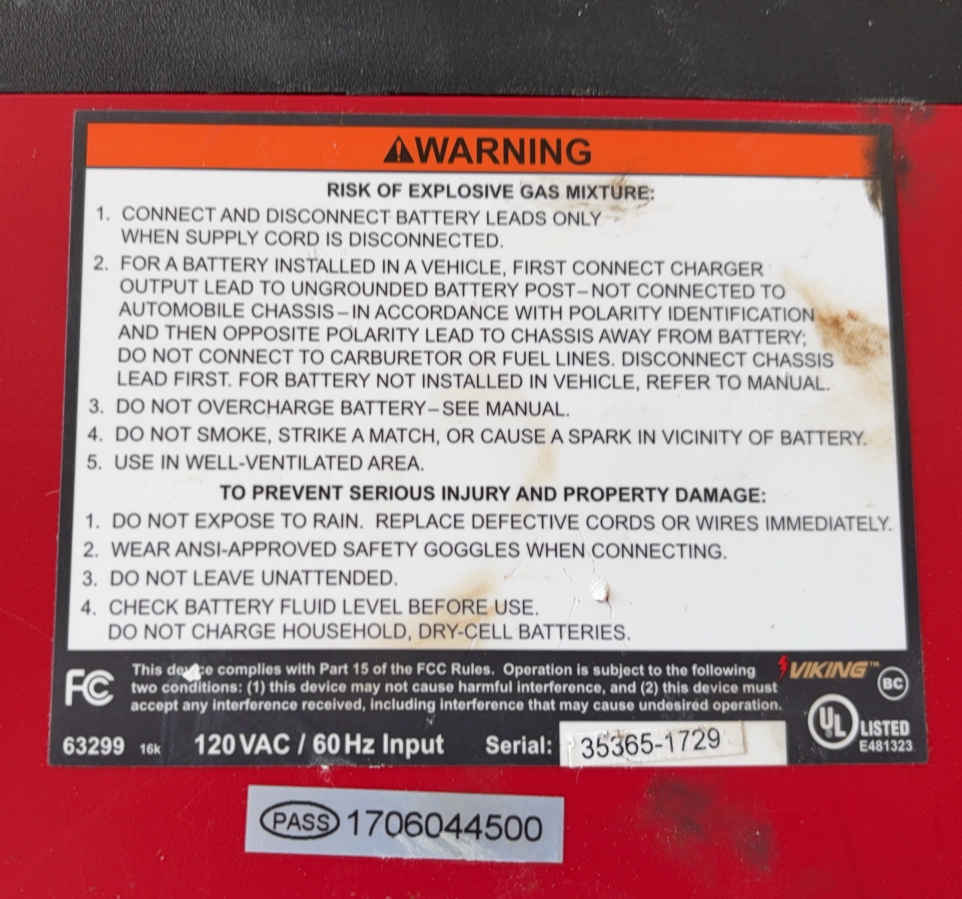 ⚠WARNING
RISK OF EXPLOSIVE GAS MIXTURE:
1. CONNECT AND DISCONNECT BATTERY LEADS ONLY
WHEN SUPPLY CORD IS DISCONNECTED.
2. FOR A BATTERY INSTALLED IN A VEHICLE, FIRST CONNECT CHARGER
OUTPUT LEAD TO UNGROUNDED BATTERY POST–NOT CONNECTED TO
AUTOMOBILE CHASSIS–IN ACCORDANCE WITH POLARITY IDENTIFICATION
AND THEN OPPOSITE POLARITY LEAD TO CHASSIS AWAY FROM BATTERY;
DO NOT CONNECT TO CARBURETOR OR FUEL LINES. DISCONNECT CHASSIS
LEAD FIRST. FOR BATTERY NOT INSTALLED IN VEHICLE, REFER TO MANUAL.
3. DO NOT OVERCHARGE BATTERY–SEE MANUAL.
4. DO NOT SMOKE, STRIKE A MATCH, OR CAUSE A SPARK IN VICINITY OF BATTERY.
5. USE IN WELL-VENTILATED AREA.
TO PREVENT SERIOUS INJURY AND PROPERTY DAMAGE:
1. DO NOT EXPOSE TO RAIN. REPLACE DEFECTIVE CORDS OR WIRES IMMEDIATELY.
2. WEAR ANSI-APPROVED SAFETY GOGGLES WHEN CONNECTING.
3. DO NOT LEAVE UNATTENDED.
4. CHECK BATTERY FLUID LEVEL BEFORE USE.
DO NOT CHARGE HOUSEHOLD, DRY-CELL BATTERIES.
FC This device complies with Part 15 of the FCC Rules. Operation is subject to the following
two conditions: (1) this device may not cause harmful interference, and (2) this device must
accept any interference received, including interference that may cause undesired operation.
VIKING™ BC
UL LISTED
E481323
63299 16k 120VAC / 60Hz Input Serial: 35365-1729
PASS 1706044500